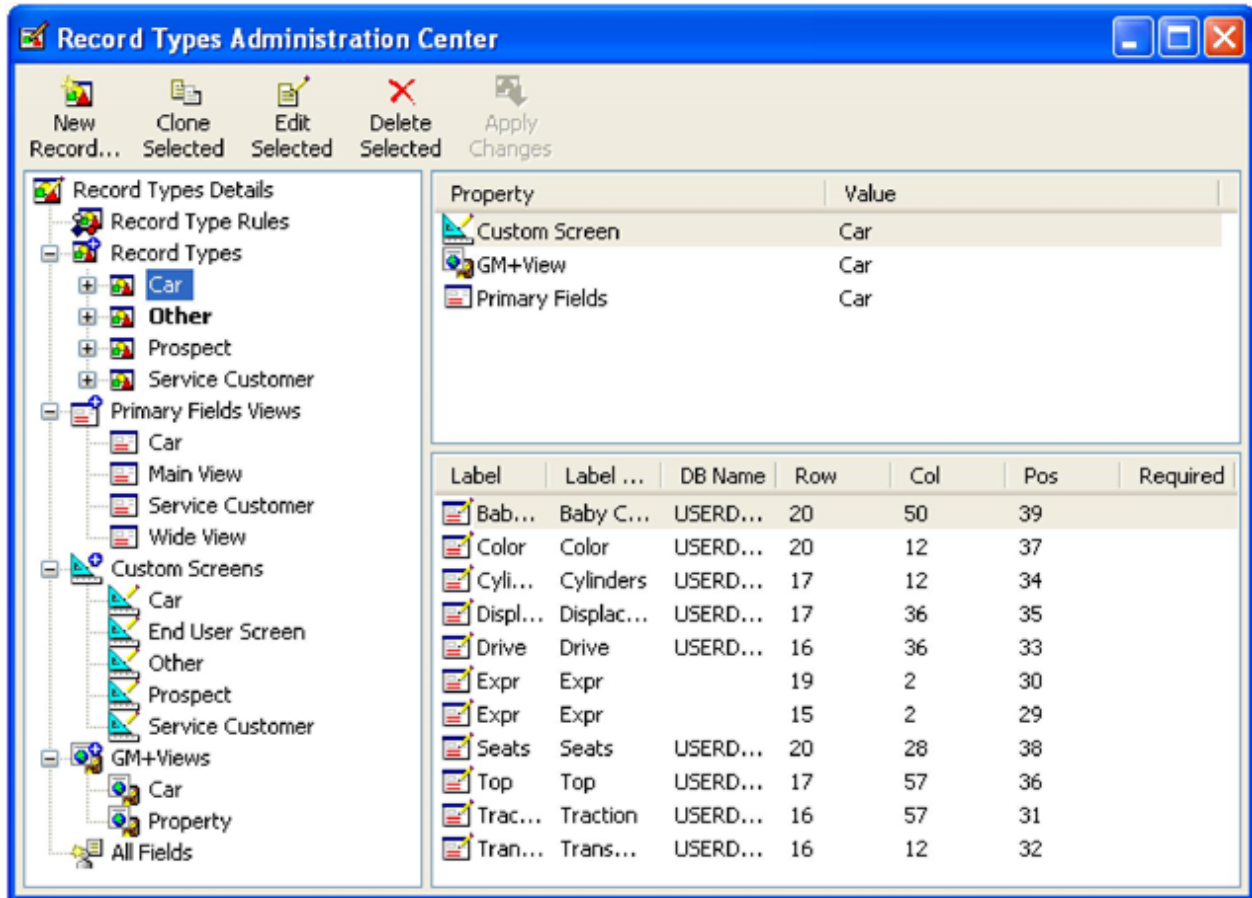 Record Types Administration Center
New Record... Clone Selected Edit Selected Delete Selected Apply Changes
Record Types Details
Record Type Rules
Record Types
Car
Other
Prospect
Service Customer
Primary Fields Views
Car
Main View
Service Customer
Wide View
Custom Screens
Car
End User Screen
Other
Prospect
Service Customer
GM+Views
Car
Property
All Fields
Property Value
Custom Screen Car
GM+View Car
Primary Fields Car
Label Label ... DB Name Row Col Pos Required
Bab... Baby C... USERD... 20 50 39
Color Color USERD... 20 12 37
Cyli... Cylinders USERD... 17 12 34
Displ... Displac... USERD... 17 36 35
Drive Drive USERD... 16 36 33
Expr Expr 19 2 30
Expr Expr 15 2 29
Seats Seats USERD... 20 28 38
Top Top USERD... 17 57 36
Trac... Traction USERD... 16 57 31
Tran... Trans... USERD... 16 12 32